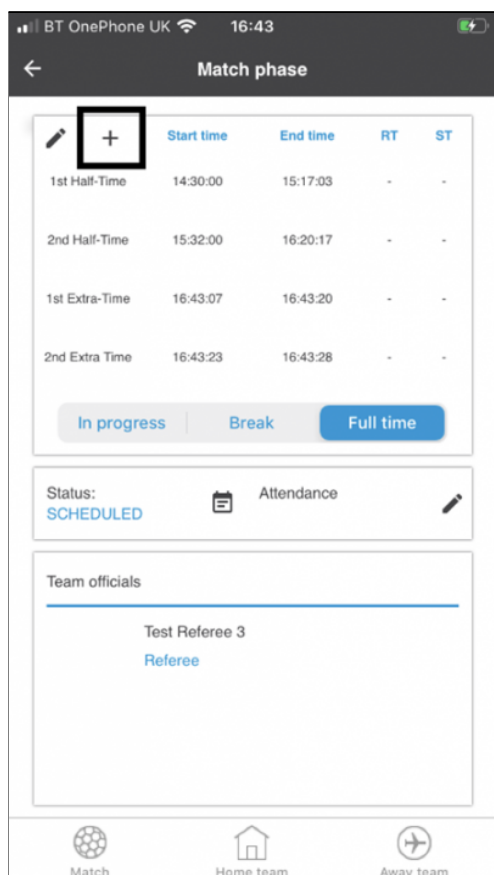 BT OnePhone UK 16:43
Match phase
+ Start time End time RT ST
1st Half-Time 14:30:00 15:17:03 - -
2nd Half-Time 15:32:00 16:20:17 - -
1st Extra-Time 16:43:07 16:43:20 - -
2nd Extra Time 16:43:23 16:43:28 - -
In progress Break Full time
Status: Attendance
SCHEDULED
Team officials
Test Referee 3
Referee
Match Home team Away team